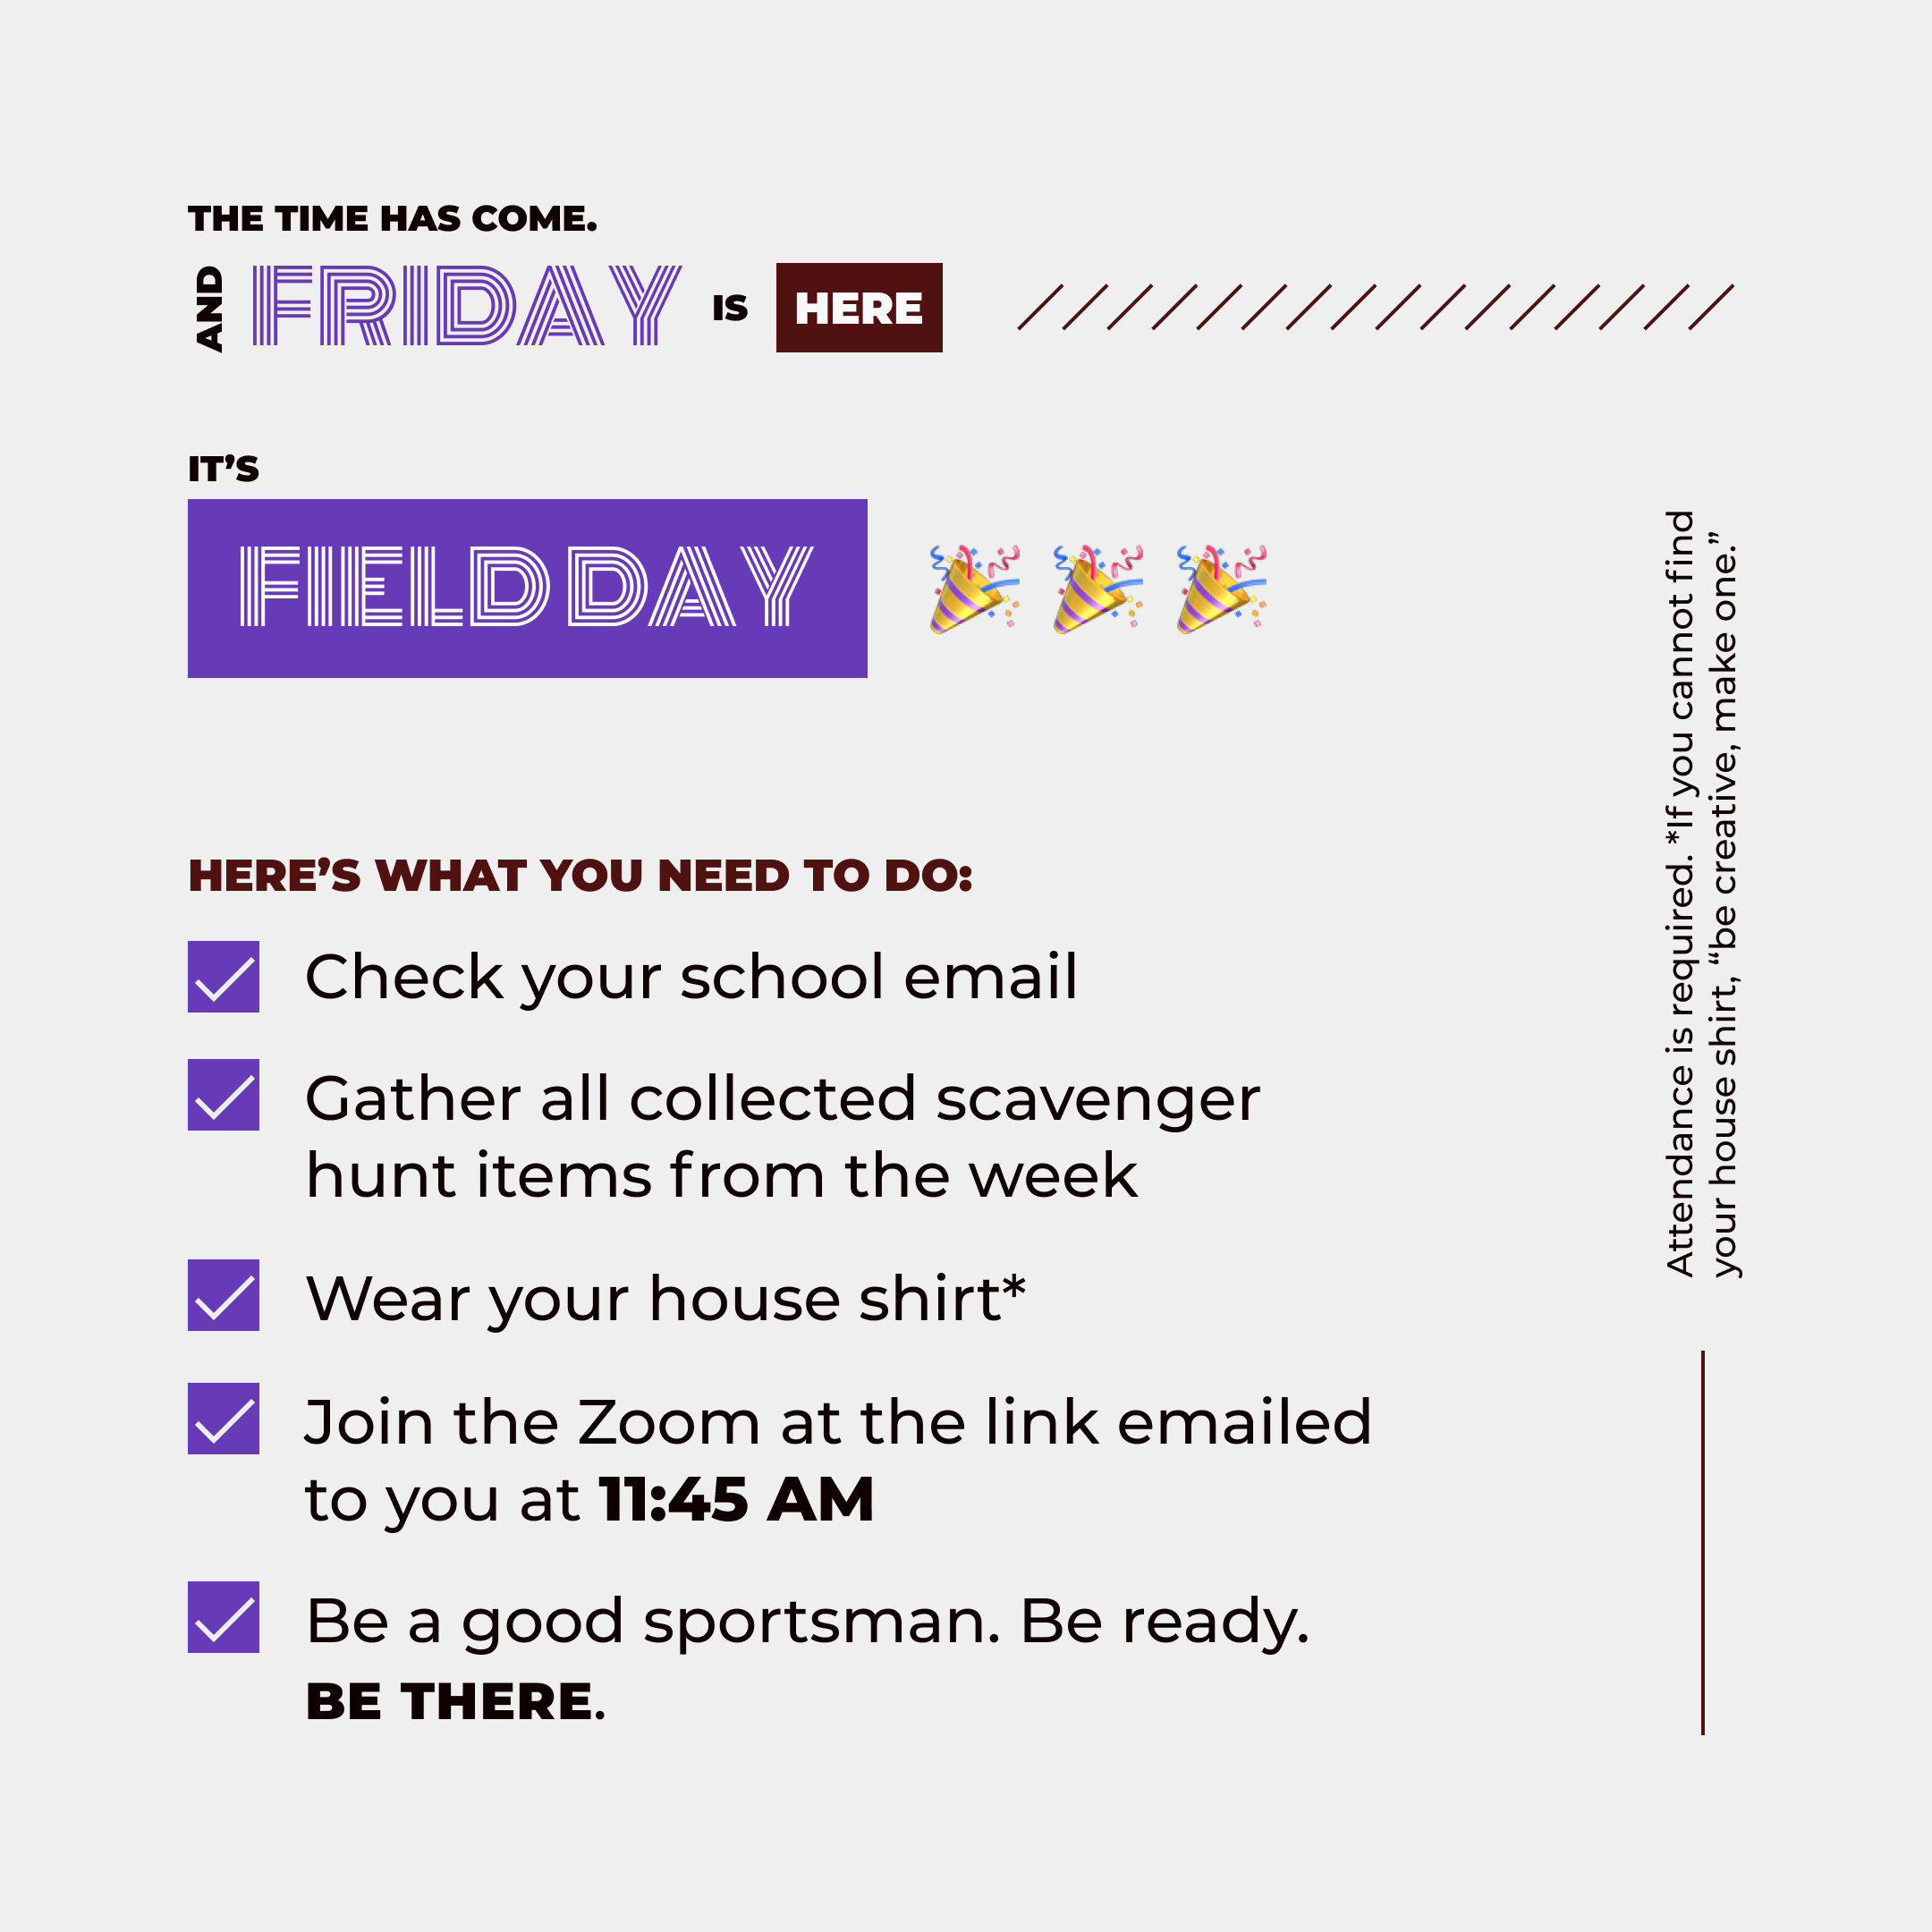 THE TIME HAS COME.
AND FRIDAY IS HERE
IT’S
FIELD DAY
HERE’S WHAT YOU NEED TO DO:
Check your school email
Gather all collected scavenger
hunt items from the week
Wear your house shirt*
Join the Zoom at the link emailed
to you at 11:45 AM
Be a good sportsman. Be ready.
BE THERE.
Attendance is required. *If you cannot find
your house shirt, “be creative, make one.”